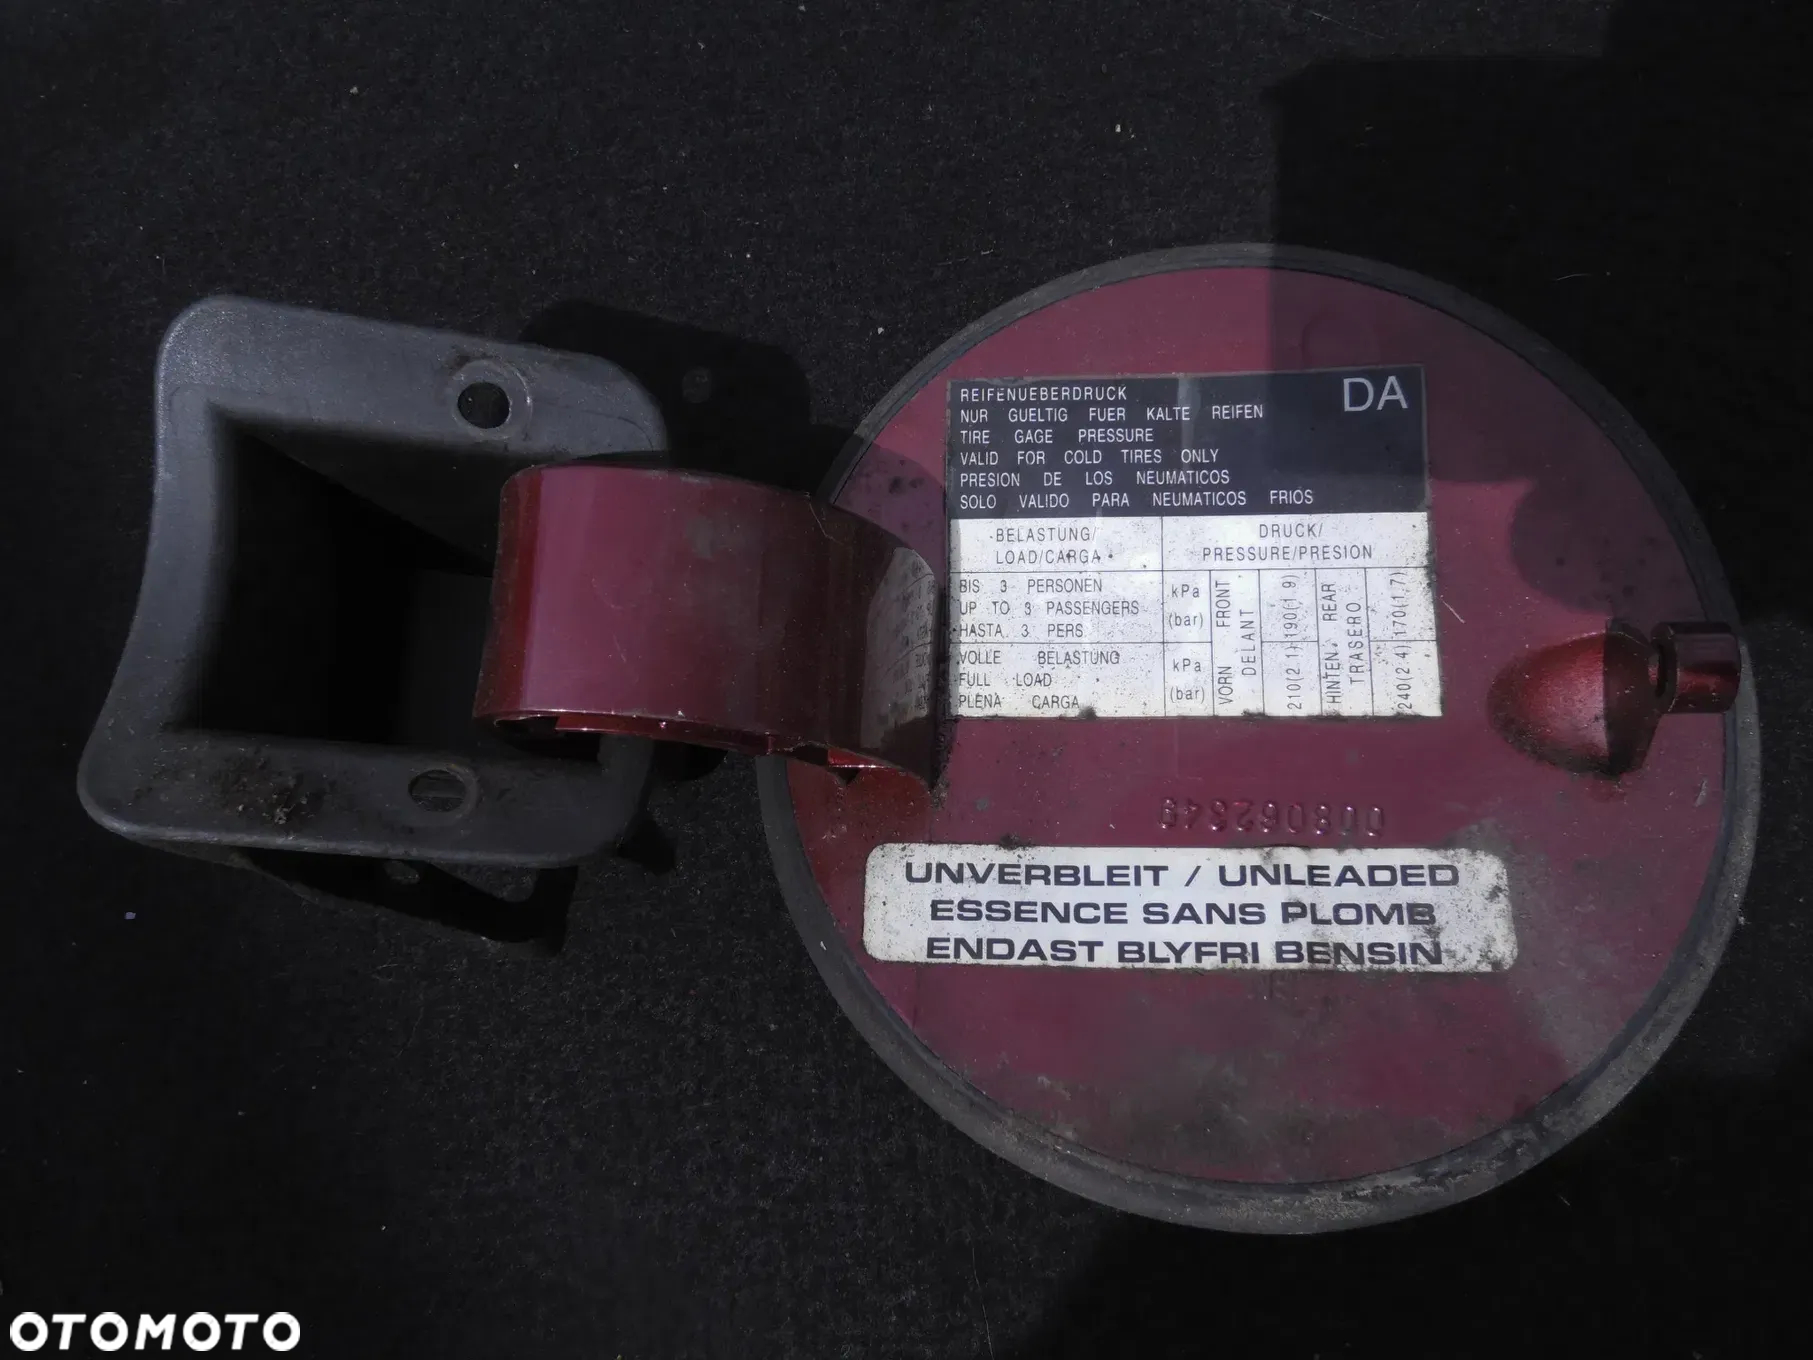 REIFENUEBERDRUCK
DA
NUR GUELTIG FUER KALTE REIFEN
TIRE GAGE PRESSURE
VALID FOR COLD TIRES ONLY
PRESION DE LOS NEUMATICOS
SOLO VALIDO PARA NEUMATICOS FRIOS
BELASTUNG/
LOAD/CARGA
DRUCK/
PRESSURE/PRESION
BIS 3 PERSONEN
UP TO 3 PASSENGERS
HASTA 3 PERS
kPa
(bar)
VORN FRONT
DELANT
190(1.9)
HINTEN REAR
TRASERO
170(1,7)
VOLLE BELASTUNG
FULL LOAD
PLENA CARGA
kPa
(bar)
210(2.1)
240(2.4)
UNVERBLEIT / UNLEADED
ESSENCE SANS PLOMB
ENDAST BLYFRI BENSIN
OTOMOTO